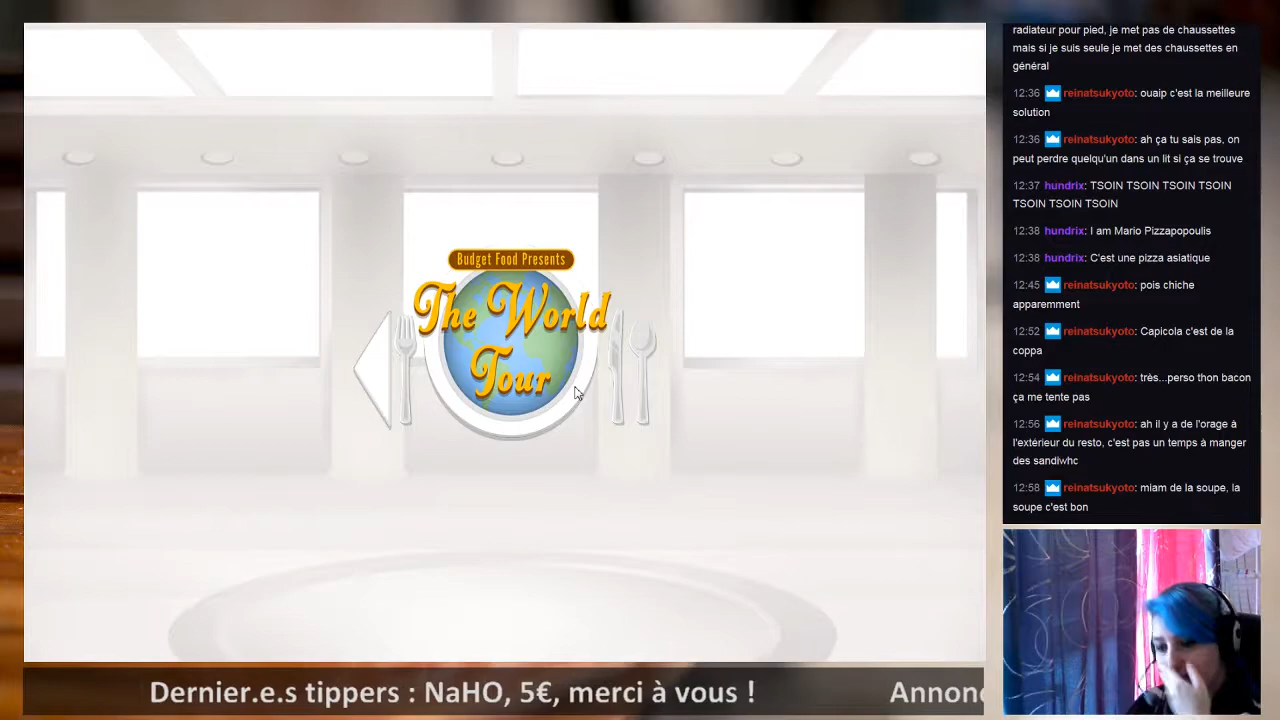 Budget Food Presents
The World
Tour
radiateur pour pied, je met pas de chaussettes
mais si je suis seule je met des chaussettes en
général
12:36 reinatsukyoto: ouaip c'est la meilleure
solution
12:36 reinatsukyoto: ah ça tu sais pas, on
peut perdre quelqu'un dans un lit si ça se trouve
12:37 hundrix: TSOIN TSOIN TSOIN TSOIN
TSOIN TSOIN TSOIN
12:38 hundrix: I am Mario Pizzapopoulis
12:38 hundrix: C'est une pizza asiatique
12:45 reinatsukyoto: pois chiche
apparemment
12:52 reinatsukyoto: Capicola c'est de la
coppa
12:54 reinatsukyoto: très...perso thon bacon
ça me tente pas
12:56 reinatsukyoto: ah il y a de l'orage à
l'extérieur du resto, c'est pas un temps à manger
des sandiwhc
12:58 reinatsukyoto: miam de la soupe, la
soupe c'est bon
Dernier.e.s tippers : NaHO, 5€, merci à vous ! Annonc